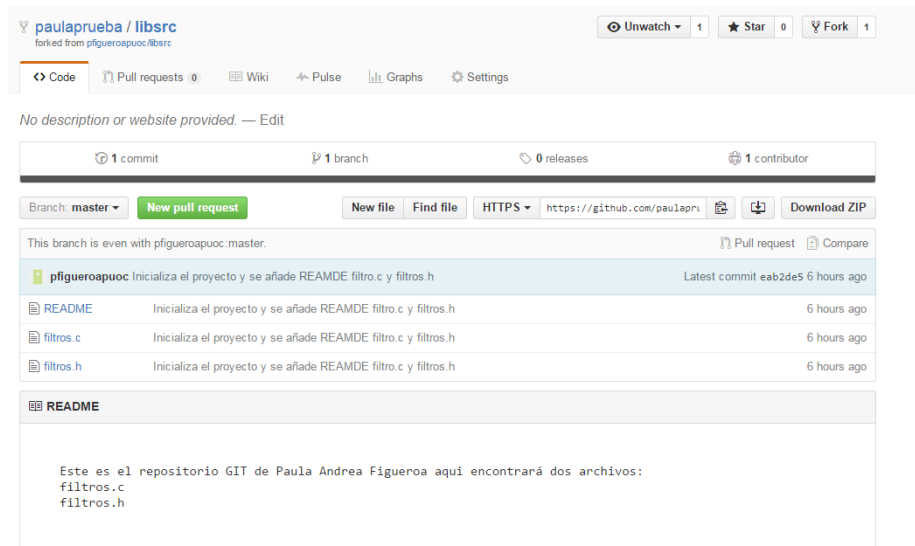 paulaprueba / libsrc
Unwatch 1 Star 0 Fork 1
forked from pfigueroapuoc/libsrc
Code Pull requests 0 Wiki Pulse Graphs Settings
No description or website provided. — Edit
1 commit 1 branch 0 releases 1 contributor
Branch: master New pull request New file Find file HTTPS https://github.com/paulapru Download ZIP
This branch is even with pfigueroapuoc:master. Pull request Compare
pfigueroapuoc Inicializa el proyecto y se añade REAMDE filtro.c y filtros.h Latest commit eab2de5 6 hours ago
README Inicializa el proyecto y se añade REAMDE filtro.c y filtros.h 6 hours ago
filtros.c Inicializa el proyecto y se añade REAMDE filtro.c y filtros.h 6 hours ago
filtros.h Inicializa el proyecto y se añade REAMDE filtro.c y filtros.h 6 hours ago
README
Este es el repositorio GIT de Paula Andrea Figueroa aqui encontrará dos archivos:
filtros.c
filtros.h